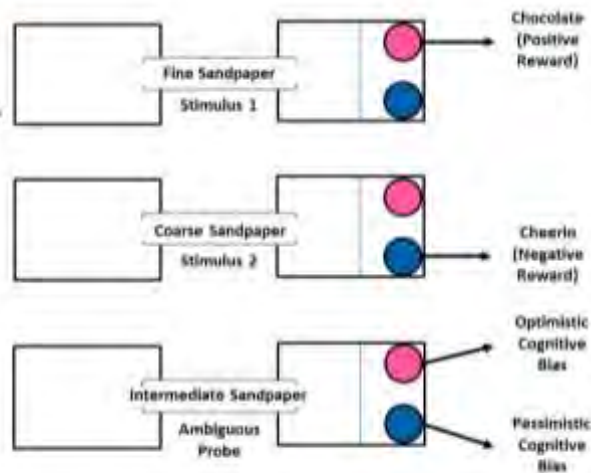 Chocolate
(Positive
Reward)
Fine Sandpaper
Stimulus 1
Coarse Sandpaper
Stimulus 2
Cheerin
(Negative
Reward)
Intermediate Sandpaper
Ambiguous
Probe
Optimistic
Cognitive
Bias
Pessimistic
Cognitive
Bias